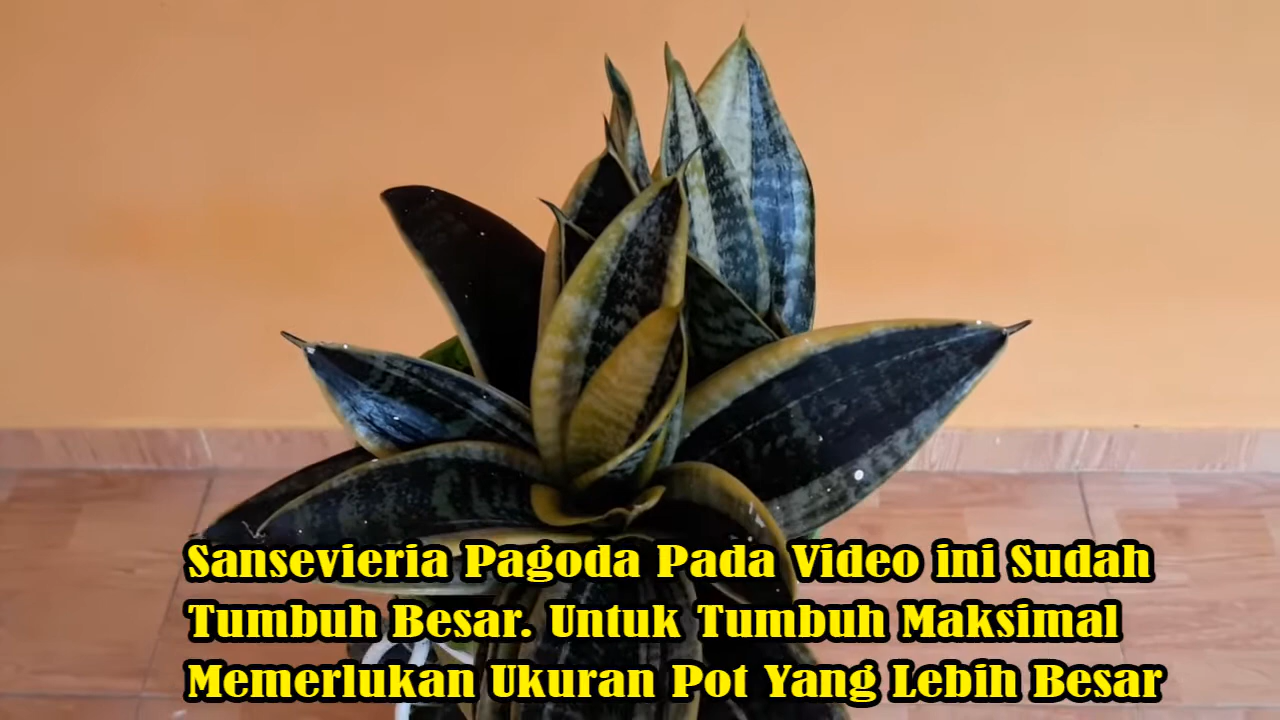 Sansevieria Pagoda Pada Video ini Sudah
Tumbuh Besar. Untuk Tumbuh Maksimal
Memerlukan Ukuran Pot Yang Lebih Besar